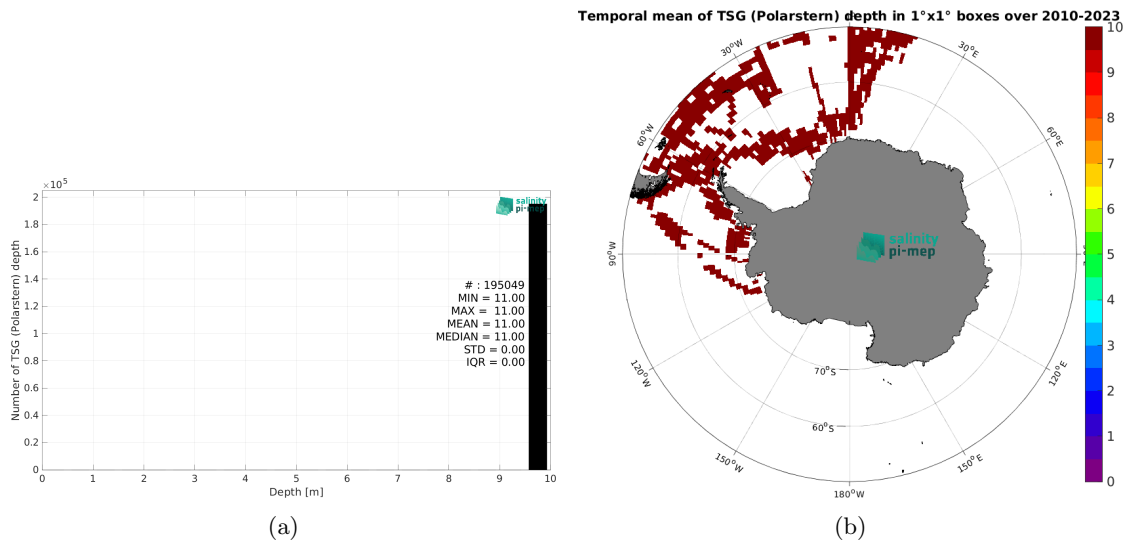 ×10⁵
2
1.8
1.6
1.4
1.2
1
0.8
0.6
0.4
0.2
0
Number of TSG (Polarstern) depth
salinity
pi-mep
# : 195049
MIN = 11.00
MAX = 11.00
MEAN = 11.00
MEDIAN = 11.00
STD = 0.00
IQR = 0.00
0 1 2 3 4 5 6 7 8 9 10
Depth [m]
(a)
Temporal mean of TSG (Polarstern) depth in 1°x1° boxes over 2010-2023
30°W
30°E
60°W
60°E
90°W
salinity
pi-mep
120°W
120°E
70°S
60°S
150°W
150°E
180°W
10
9
8
7
6
5
4
3
2
1
0
(b)